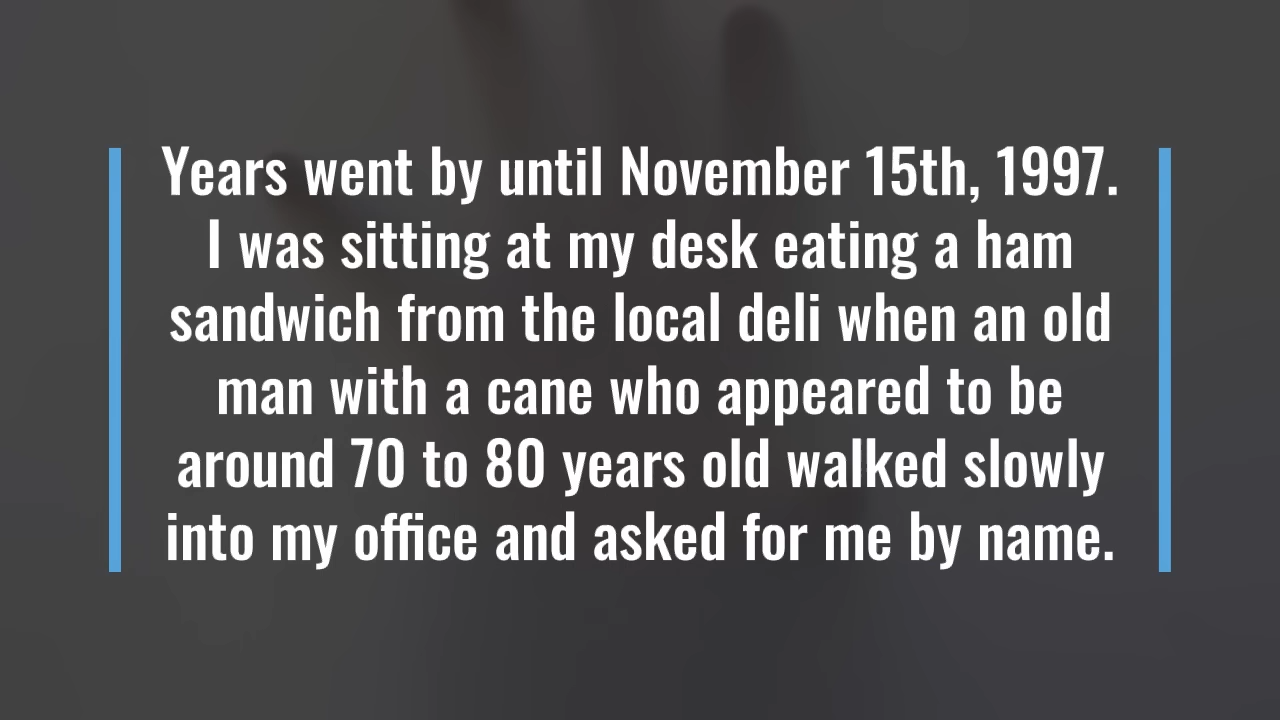 Years went by until November 15th, 1997.
I was sitting at my desk eating a ham
sandwich from the local deli when an old
man with a cane who appeared to be
around 70 to 80 years old walked slowly
into my office and asked for me by name.